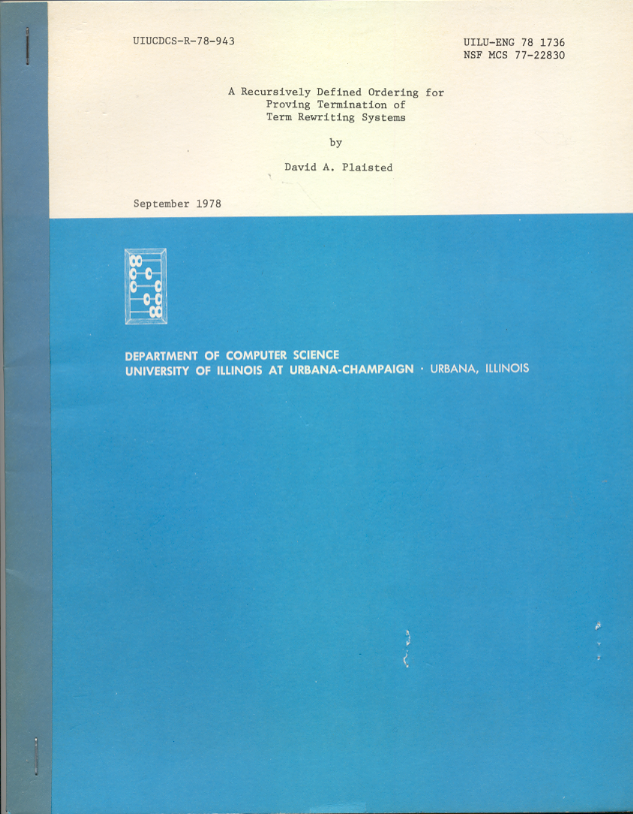 UIUCDCS-R-78-943
UILU-ENG 78 1736
NSF MCS 77-22830
A Recursively Defined Ordering for
Proving Termination of
Term Rewriting Systems
by
David A. Plaisted
September 1978
DEPARTMENT OF COMPUTER SCIENCE
UNIVERSITY OF ILLINOIS AT URBANA-CHAMPAIGN · URBANA, ILLINOIS